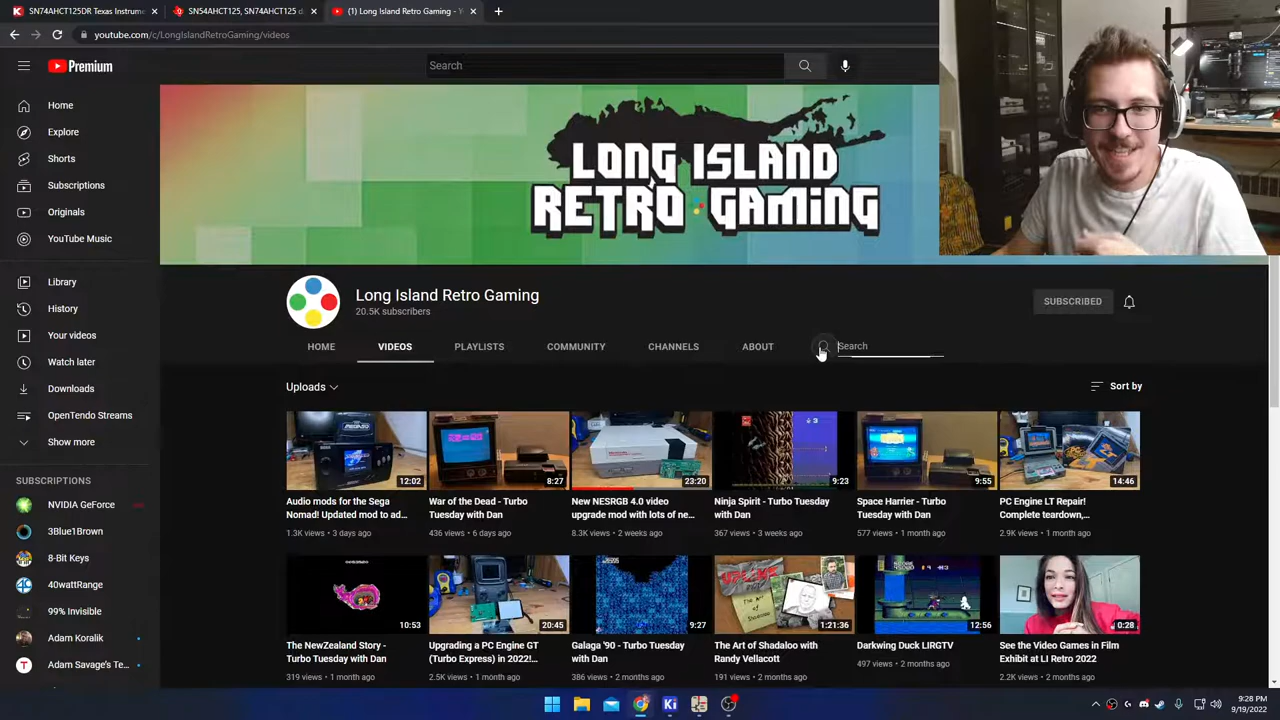 SN74AHCT125DR Texas Instrum
SN54AHCT125, SN74AHCT125 d
(1) Long Island Retro Gaming - Y
youtube.com/c/LongIslandRetroGaming/videos
Premium
Search
Home
Explore
Shorts
Subscriptions
Originals
YouTube Music
Library
History
Your videos
Watch later
Downloads
OpenTendo Streams
Show more
SUBSCRIPTIONS
NVIDIA GeForce
3Blue1Brown
8-Bit Keys
40wattRange
99% Invisible
Adam Koralik
Adam Savage's Te...
LONG ISLAND
RETRO GAMING
Long Island Retro Gaming
20.5K subscribers
SUBSCRIBED
HOME
VIDEOS
PLAYLISTS
COMMUNITY
CHANNELS
ABOUT
Search
Uploads
Sort by
12:02
8:27
23:20
9:23
9:55
14:46
Audio mods for the Sega
Nomad! Updated mod to ad...
1.3K views • 3 days ago
War of the Dead - Turbo
Tuesday with Dan
436 views • 6 days ago
New NESRGB 4.0 video
upgrade mod with lots of ne...
8.3K views • 2 weeks ago
Ninja Spirit - Turbo Tuesday
with Dan
367 views • 3 weeks ago
Space Harrier - Turbo
Tuesday with Dan
577 views • 1 month ago
PC Engine LT Repair!
Complete teardown,...
2.9K views • 1 month ago
10:53
20:45
9:27
1:21:36
12:56
0:28
The NewZealand Story -
Turbo Tuesday with Dan
319 views • 1 month ago
Upgrading a PC Engine GT
(Turbo Express) in 2022!...
2.5K views • 1 month ago
Galaga '90 - Turbo Tuesday
with Dan
386 views • 2 months ago
The Art of Shadaloo with
Randy Vellacott
191 views • 2 months ago
Darkwing Duck LIRGTV
497 views • 2 months ago
See the Video Games in Film
Exhibit at LI Retro 2022
2.2K views • 2 months ago
9:28 PM
9/19/2022